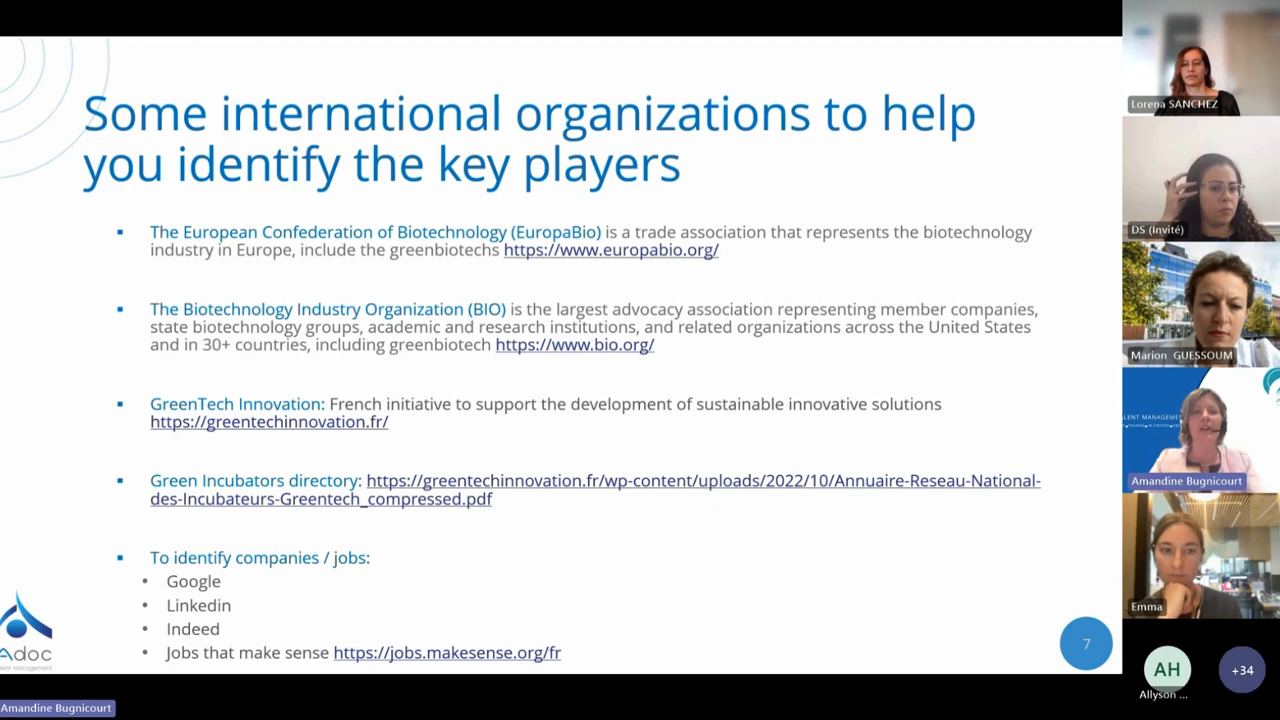 Some international organizations to help
you identify the key players
▪ The European Confederation of Biotechnology (EuropaBio) is a trade association that represents the biotechnology
industry in Europe, include the greenbiotechs https://www.europabio.org/
▪ The Biotechnology Industry Organization (BIO) is the largest advocacy association representing member companies,
state biotechnology groups, academic and research institutions, and related organizations across the United States
and in 30+ countries, including greenbiotech https://www.bio.org/
▪ GreenTech Innovation: French initiative to support the development of sustainable innovative solutions
https://greentechinnovation.fr/
▪ Green Incubators directory: https://greentechinnovation.fr/wp-content/uploads/2022/10/Annuaire-Reseau-National-
des-Incubateurs-Greentech_compressed.pdf
▪ To identify companies / jobs:
• Google
• Linkedin
• Indeed
• Jobs that make sense https://jobs.makesense.org/fr
7
Adoc
Amandine Bugnicourt
Lorena SANCHEZ
DS (Invité)
Marion GUESSOUM
Amandine Bugnicourt
Emma
AH
Allyson ...
+34